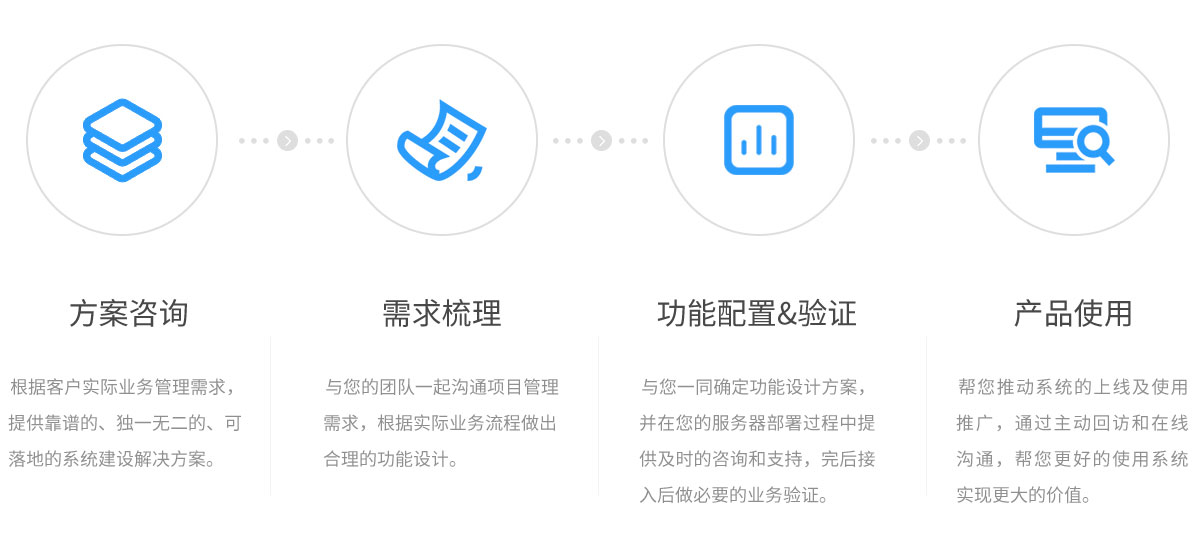 方案咨询
根据客户实际业务管理需求，
提供靠谱的、独一无二的、可
落地的系统建设解决方案。
需求梳理
与您的团队一起沟通项目管理
需求，根据实际业务流程做出
合理的功能设计。
功能配置&验证
与您一同确定功能设计方案，
并在您的服务器部署过程中提
供及时的咨询和支持，完后接
入后做必要的业务验证。
产品使用
帮您推动系统的上线及使用
推广，通过主动回访和在线
沟通，帮您更好的使用系统
实现更大的价值。